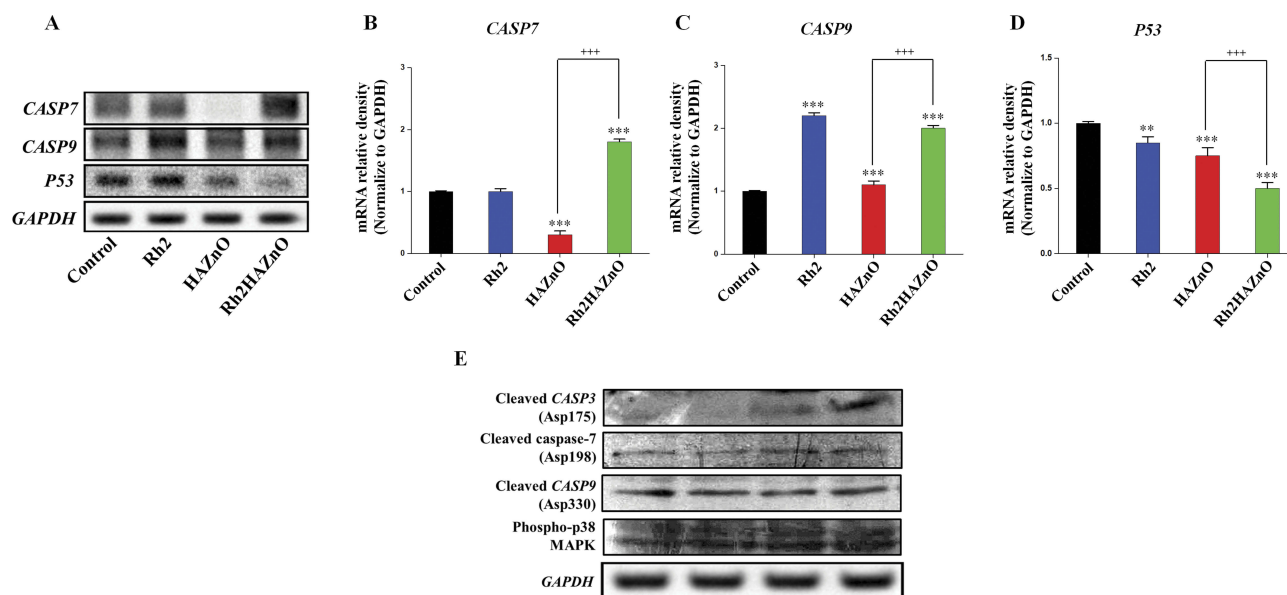 A
CASP7
CASP9
P53
GAPDH
Control
Rh2
HAZnO
Rh2HAZnO
B
CASP7
mRNA relative density
(Normalize to GAPDH)
3
2
1
0
+++
***
***
Control
Rh2
HAZnO
Rh2HAZnO
C
CASP9
mRNA relative density
(Normalize to GAPDH)
3
2
1
0
+++
***
***
***
Control
Rh2
HAZnO
Rh2HAZnO
D
P53
mRNA relative density
(Normalize to GAPDH)
1.5
1.0
0.5
0.0
+++
**
***
***
Control
Rh2
HAZnO
Rh2HAZnO
E
Cleaved CASP3
(Asp175)
Cleaved caspase-7
(Asp198)
Cleaved CASP9
(Asp330)
Phospho-p38
MAPK
GAPDH